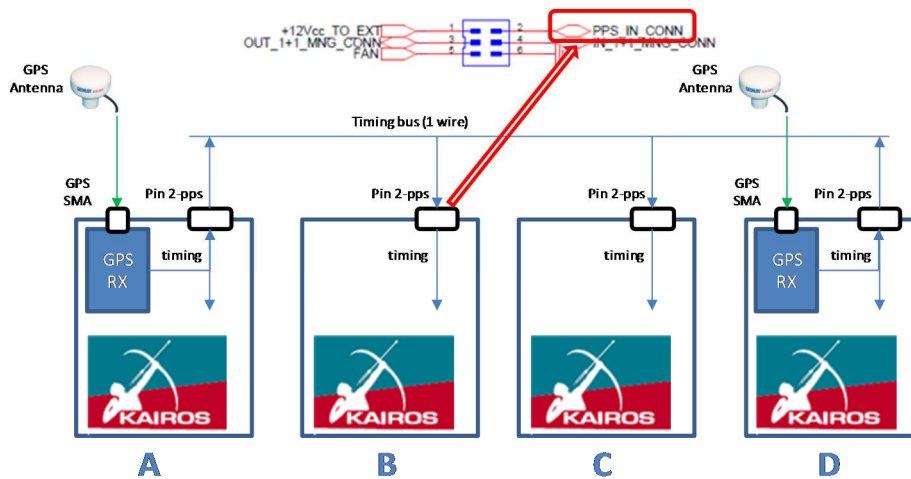 +12Vcc_TO_EXT 1 2 PPS_IN_CONN
OUT_1+1_MNG_CONN 3 4 IN_1+1_MNG_CONN
FAN 5 6
GPS
Antenna
GPS
Antenna
Timing bus (1 wire)
GPS
SMA
Pin 2-pps
Pin 2-pps
Pin 2-pps
GPS
SMA
Pin 2-pps
GPS
RX
timing
timing
timing
GPS
RX
timing
KAIROS
KAIROS
KAIROS
KAIROS
A
B
C
D